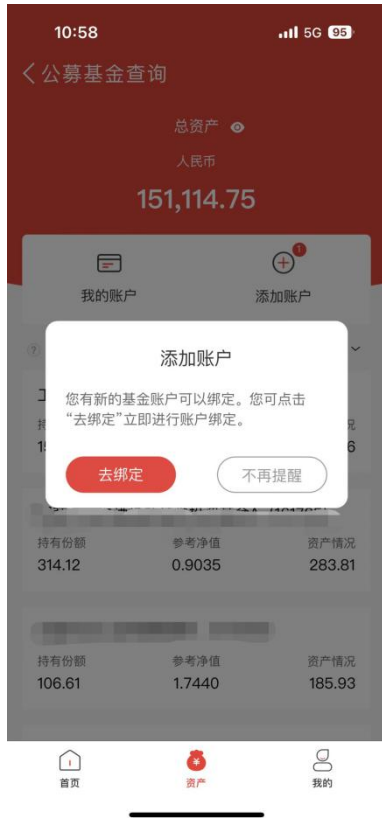 10:58
5G 95
公募基金查询
总资产
人民币
151,114.75
1
我的账户 添加账户
?
添加账户
您有新的基金账户可以绑定。您可点击
“去绑定”立即进行账户绑定。
去绑定 不再提醒
持有份额 参考净值 资产情况
314.12 0.9035 283.81
持有份额 参考净值 资产情况
106.61 1.7440 185.93
首页 资产 我的